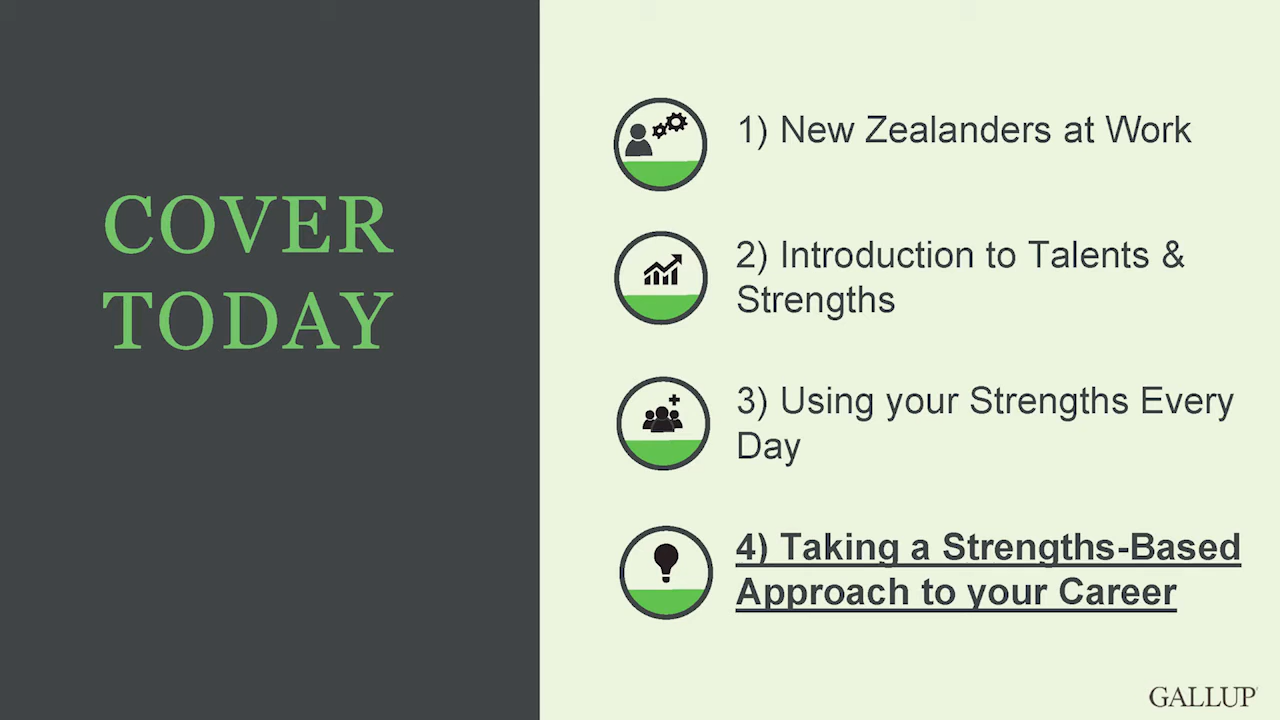 COVER
TODAY
1) New Zealanders at Work
2) Introduction to Talents &
Strengths
3) Using your Strengths Every
Day
4) Taking a Strengths-Based
Approach to your Career
GALLUP